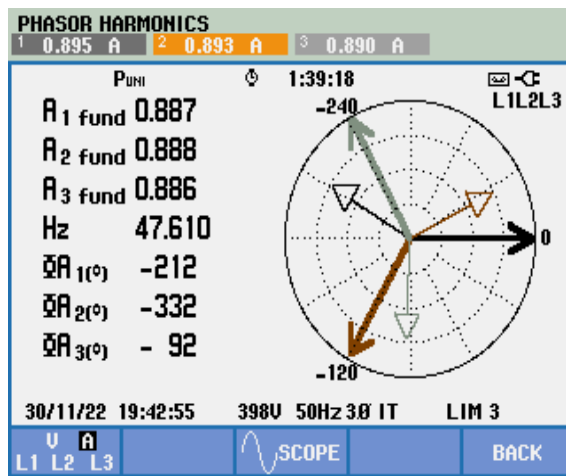 PHASOR HARMONICS
1 0.895 A 2 0.893 A 3 0.890 A
PUNI 1:39:18
L1L2L3
A1 fund 0.887
A2 fund 0.888
A3 fund 0.886
Hz 47.610
ΦA1(°) -212
ΦA2(°) -332
ΦA3(°) - 92
-240
0
-120
30/11/22 19:42:55 398V 50Hz 3Ø IT LIM 3
V A
L1 L2 L3
SCOPE
BACK